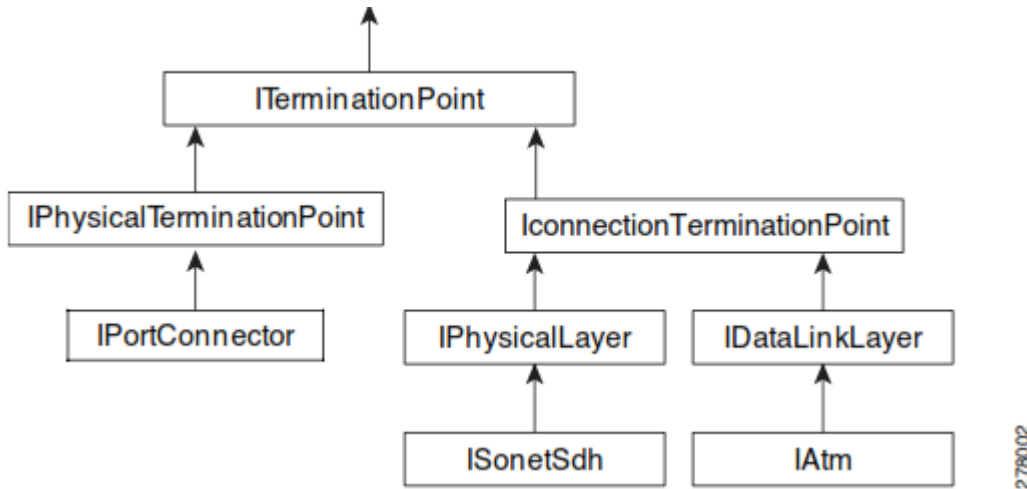 ITerminationPoint
IPhysicalTerminationPoint
IconnectionTerminationPoint
IPortConnector
IPhysicalLayer
IDataLinkLayer
ISonetSdh
IAtm
278002